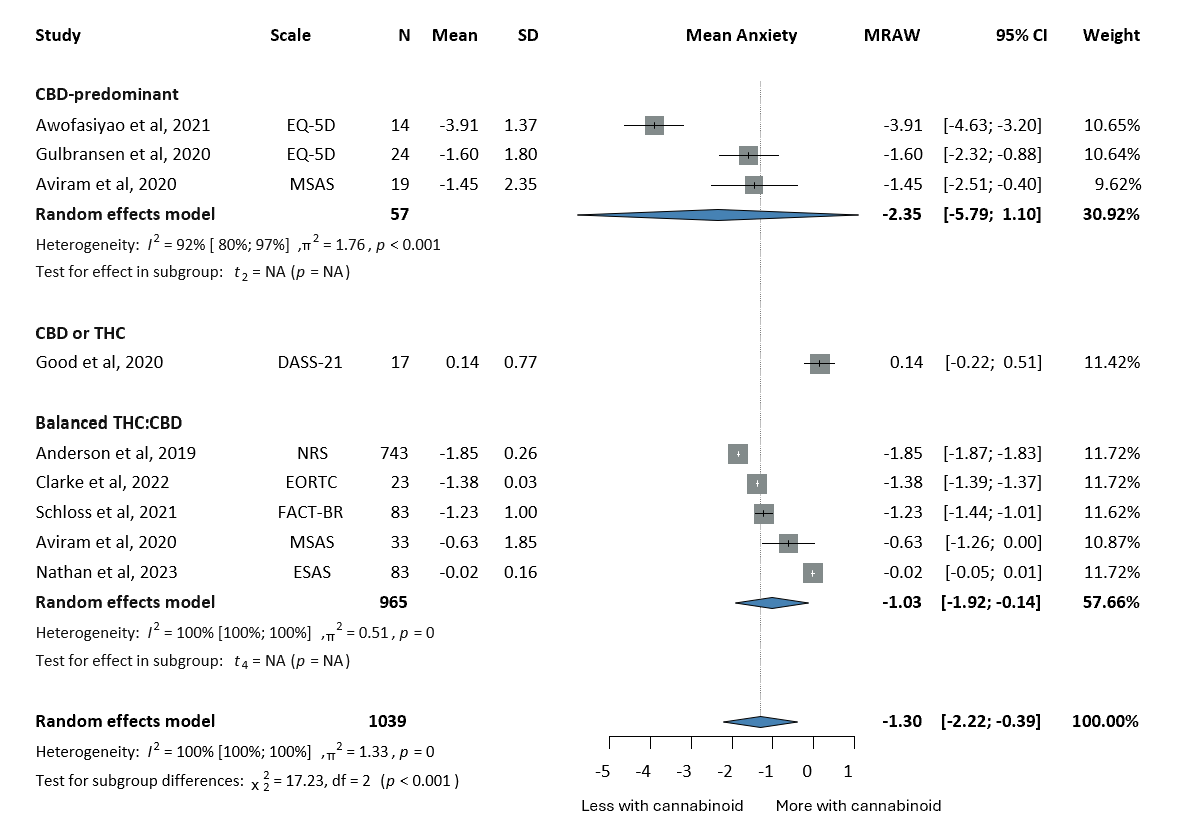 Study Scale N Mean SD Mean Anxiety MRAW 95% CI Weight
CBD-predominant
Awofasiyao et al, 2021 EQ-5D 14 -3.91 1.37 -3.91 [-4.63; -3.20] 10.65%
Gulbransen et al, 2020 EQ-5D 24 -1.60 1.80 -1.60 [-2.32; -0.88] 10.64%
Aviram et al, 2020 MSAS 19 -1.45 2.35 -1.45 [-2.51; -0.40] 9.62%
Random effects model 57 -2.35 [-5.79; 1.10] 30.92%
Heterogeneity: I² = 92% [ 80%; 97%] ,π² = 1.76 , p < 0.001
Test for effect in subgroup: t₂ = NA (p = NA)
CBD or THC
Good et al, 2020 DASS-21 17 0.14 0.77 0.14 [-0.22; 0.51] 11.42%
Balanced THC:CBD
Anderson et al, 2019 NRS 743 -1.85 0.26 -1.85 [-1.87; -1.83] 11.72%
Clarke et al, 2022 EORTC 23 -1.38 0.03 -1.38 [-1.39; -1.37] 11.72%
Schloss et al, 2021 FACT-BR 83 -1.23 1.00 -1.23 [-1.44; -1.01] 11.62%
Aviram et al, 2020 MSAS 33 -0.63 1.85 -0.63 [-1.26; 0.00] 10.87%
Nathan et al, 2023 ESAS 83 -0.02 0.16 -0.02 [-0.05; 0.01] 11.72%
Random effects model 965 -1.03 [-1.92; -0.14] 57.66%
Heterogeneity: I² = 100% [100%; 100%] ,π² = 0.51 , p = 0
Test for effect in subgroup: t₄ = NA (p = NA)
Random effects model 1039 -1.30 [-2.22; -0.39] 100.00%
Heterogeneity: I² = 100% [100%; 100%] ,π² = 1.33 , p = 0
Test for subgroup differences: x²₂ = 17.23, df = 2 (p < 0.001 )
-5 -4 -3 -2 -1 0 1
Less with cannabinoid More with cannabinoid